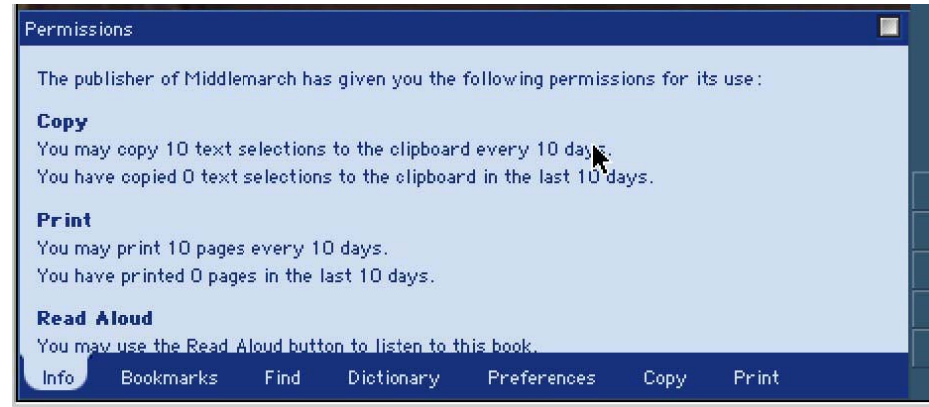 Permissions
The publisher of Middlemarch has given you the following permissions for its use:
Copy
You may copy 10 text selections to the clipboard every 10 days.
You have copied 0 text selections to the clipboard in the last 10 days.
Print
You may print 10 pages every 10 days.
You have printed 0 pages in the last 10 days.
Read Aloud
You may use the Read Aloud button to listen to this book.
Info Bookmarks Find Dictionary Preferences Copy Print